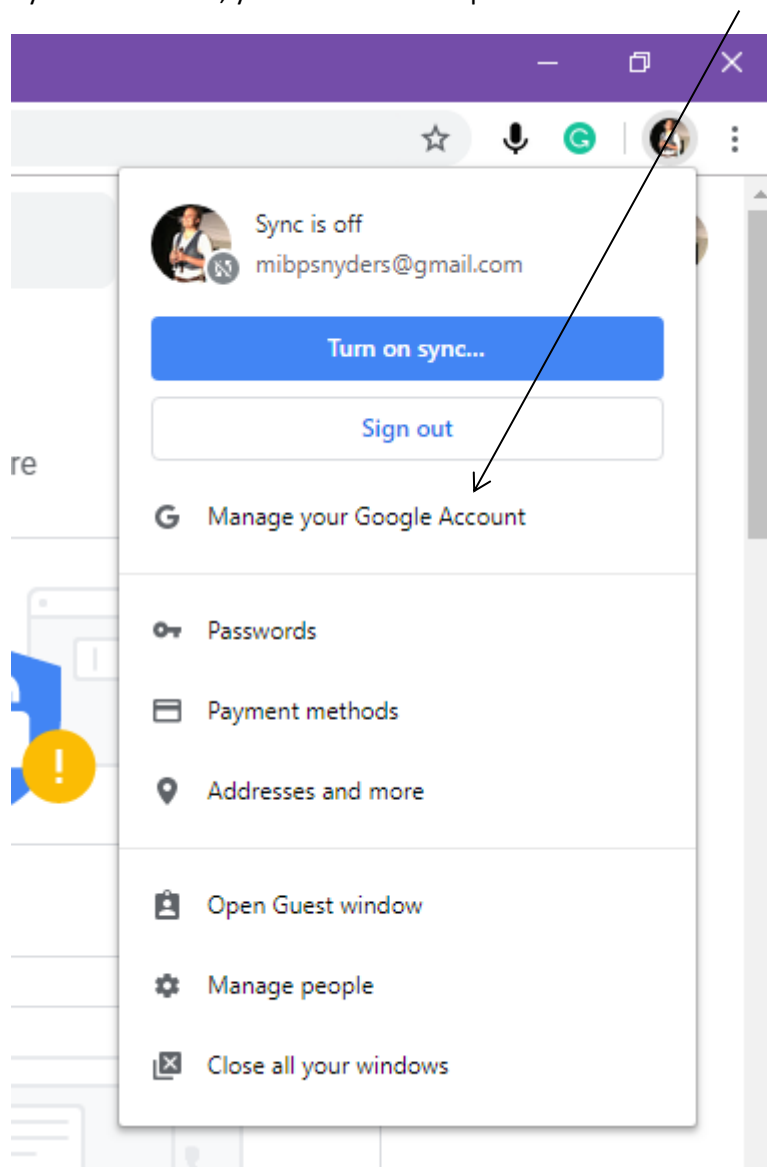 Sync is off
mibpsnyders@gmail.com
Turn on sync...
Sign out
re
G Manage your Google Account
Passwords
Payment methods
Addresses and more
Open Guest window
Manage people
Close all your windows